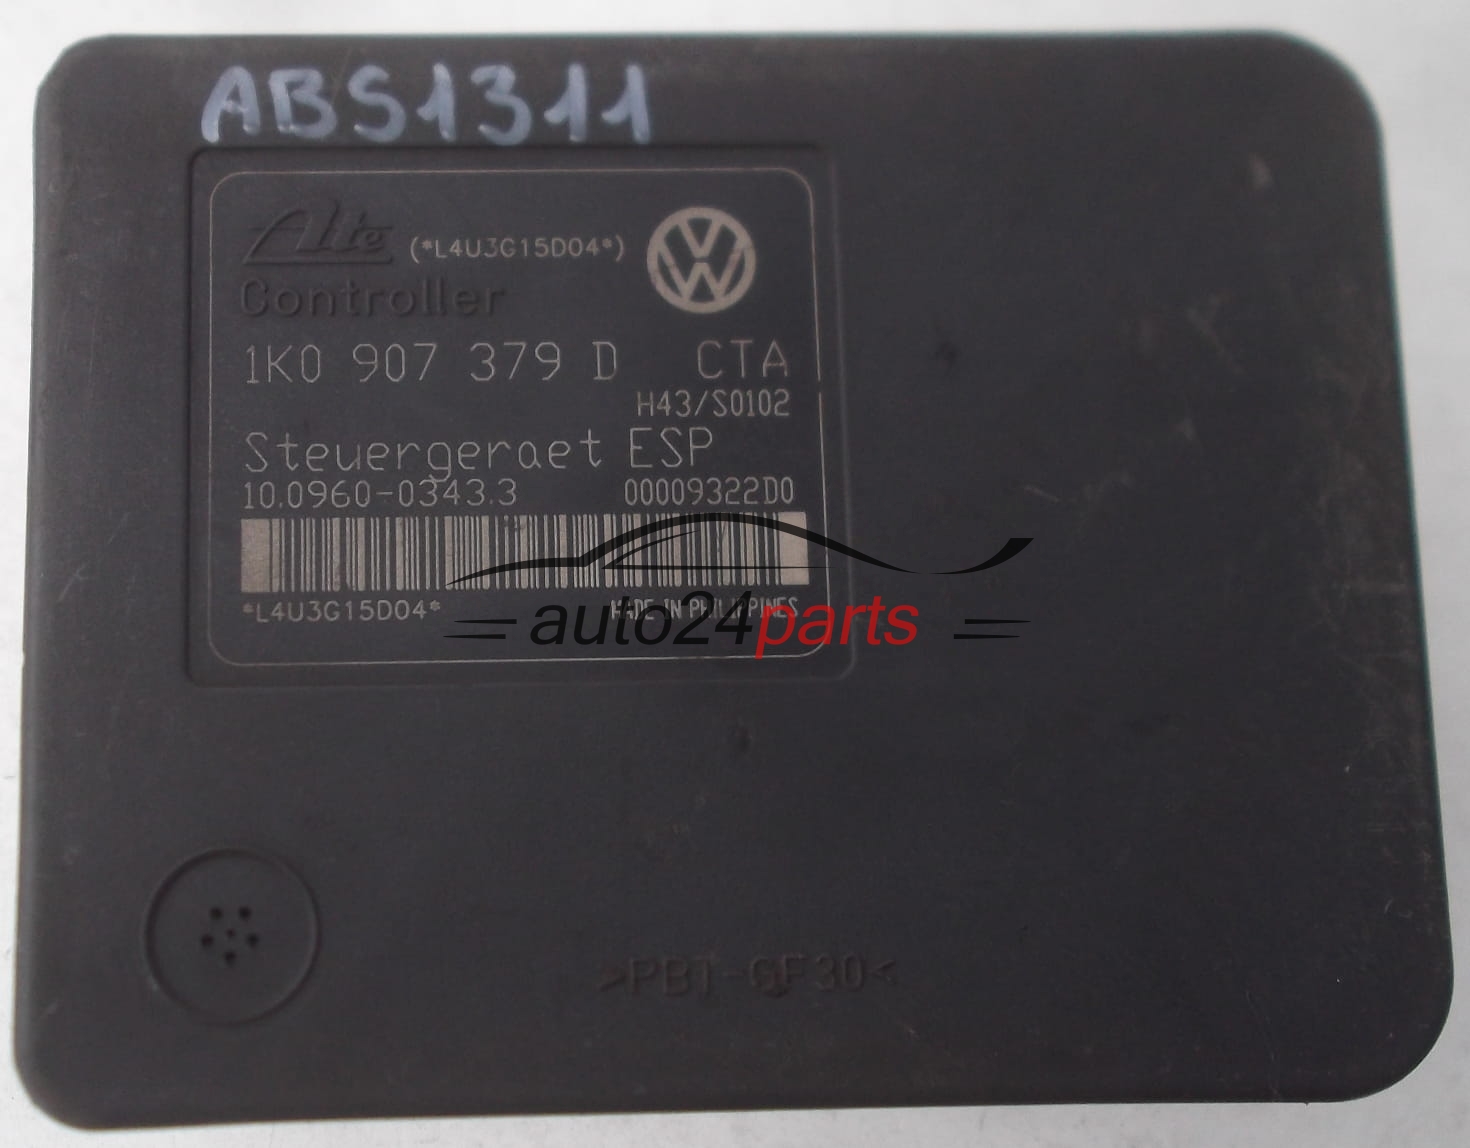 ABS1311
Ate (*L4U3G15D04*)
Controller
1K0 907 379 D CTA
H43/S0102
Steuergeraet ESP
10.0960-0343.3 00009322D0
*L4U3G15D04* MADE IN PHILIPPINES
auto24parts
>PBT-GF30<